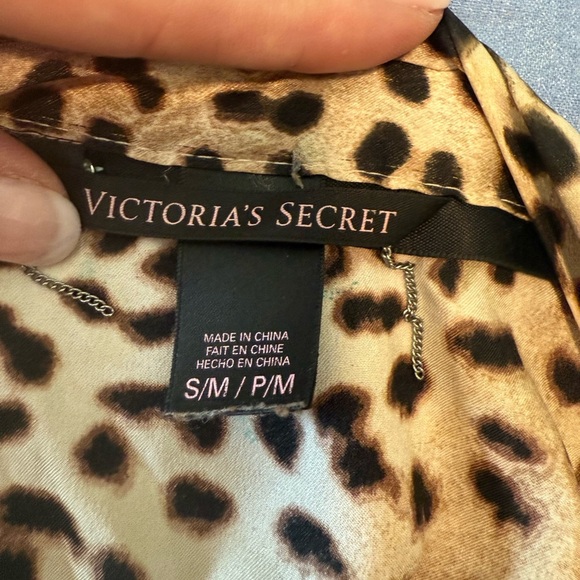 VICTORIA'S SECRET
MADE IN CHINA
FAIT EN CHINE
HECHO EN CHINA
S/M / P/M